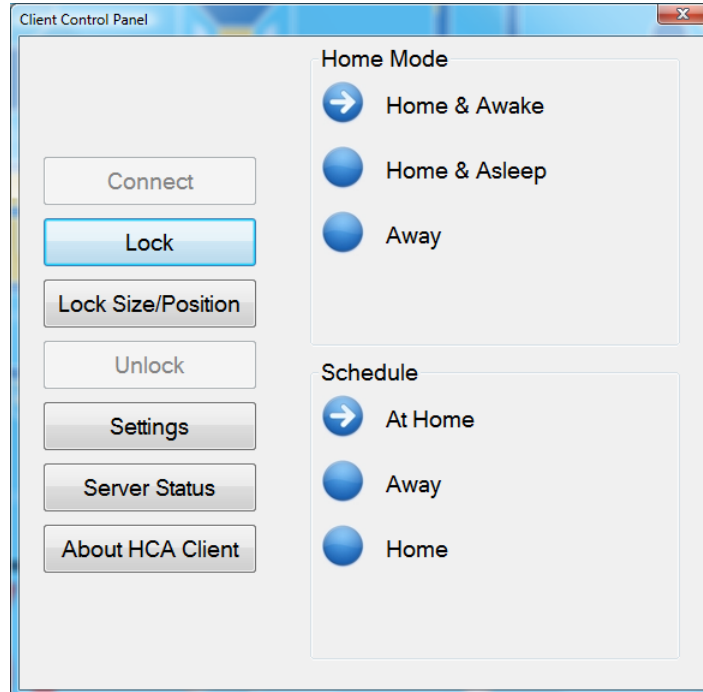 Client Control Panel
Connect
Lock
Lock Size/Position
Unlock
Settings
Server Status
About HCA Client
Home Mode
Home & Awake
Home & Asleep
Away
Schedule
At Home
Away
Home